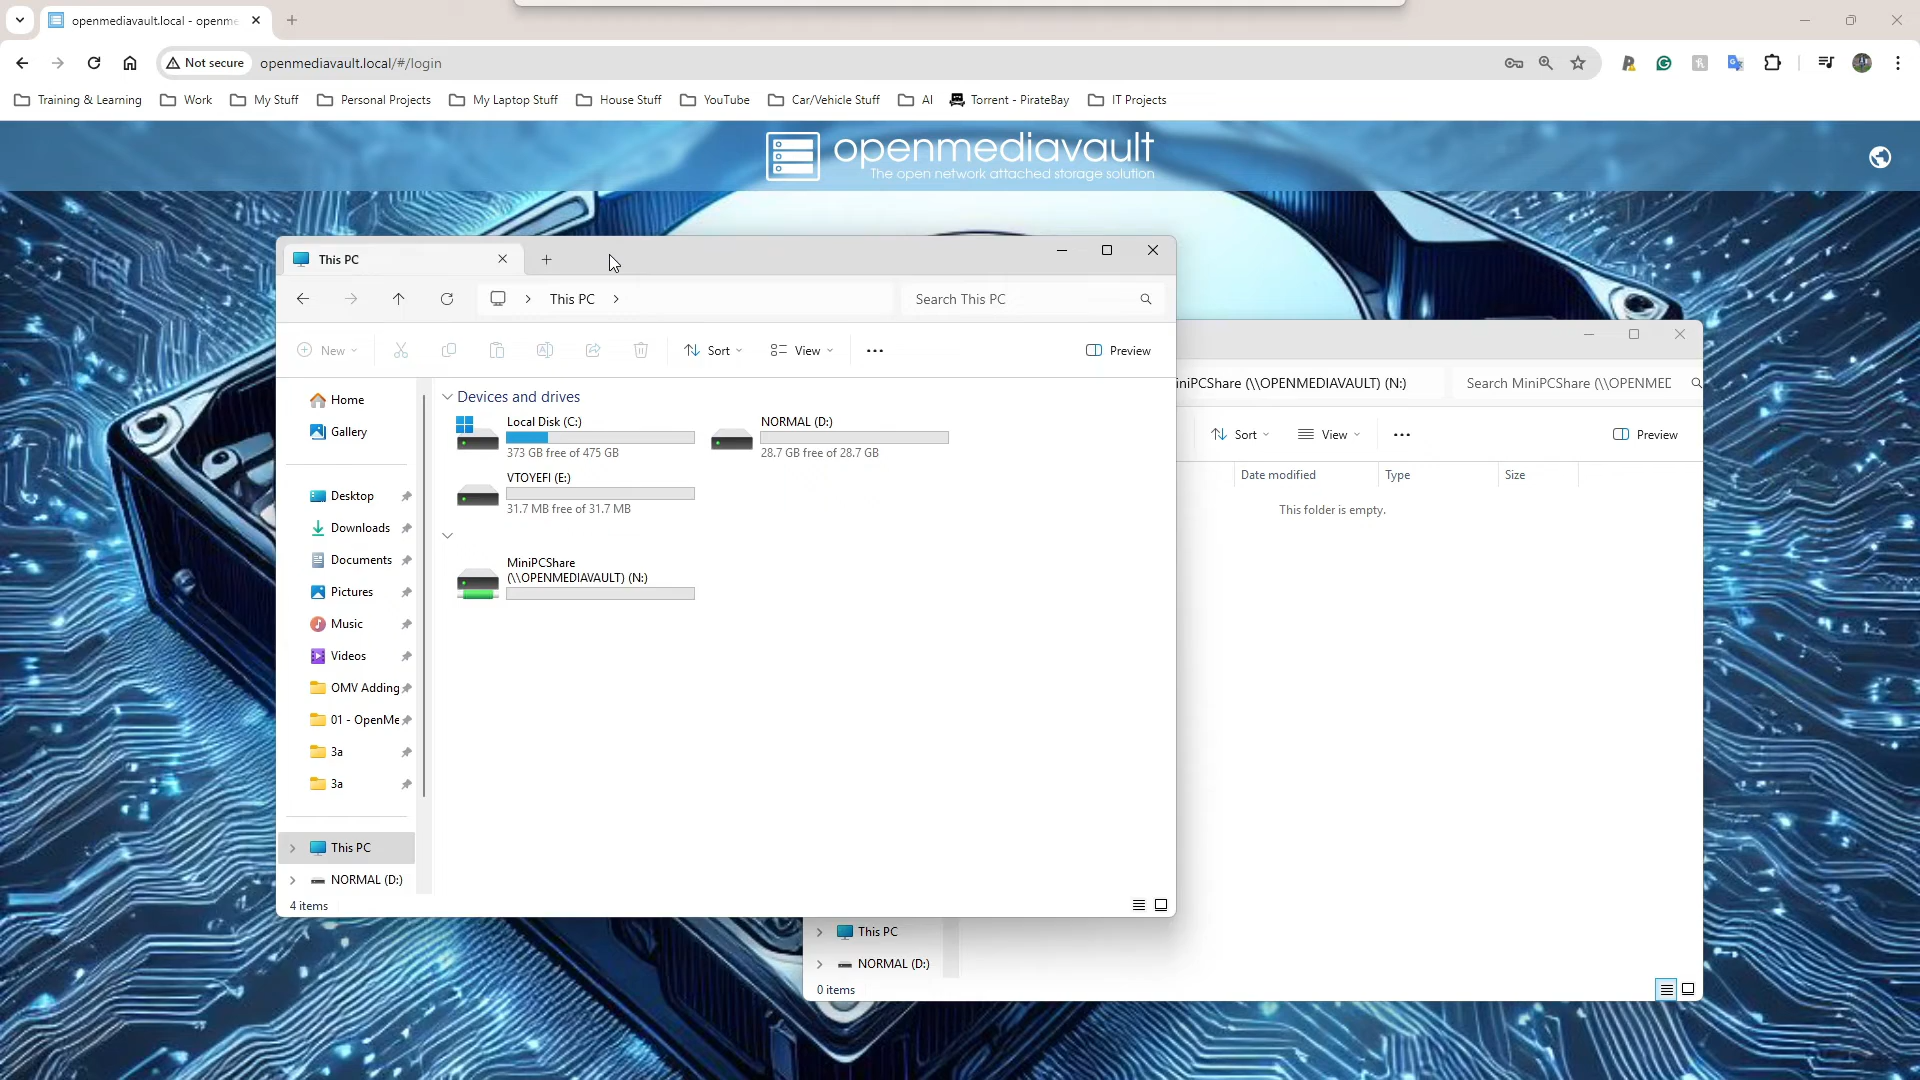 openmediavault.local - openme
Not secure
openmediavault.local/#/login
Training & Learning
Work
My Stuff
Personal Projects
My Laptop Stuff
House Stuff
YouTube
Car/Vehicle Stuff
AI
Torrent - PirateBay
IT Projects
openmediavault
The open network attached storage solution
This PC
This PC
Search This PC
New
Sort
View
Preview
Home
Gallery
Desktop
Downloads
Documents
Pictures
Music
Videos
OMV Adding
01 - OpenMe
3a
3a
This PC
NORMAL (D:)
4 items
Devices and drives
Local Disk (C:)
373 GB free of 475 GB
NORMAL (D:)
28.7 GB free of 28.7 GB
VTOYEFI (E:)
31.7 MB free of 31.7 MB
MiniPCShare
(\\OPENMEDIAVAULT) (N:)
iniPCShare (\\OPENMEDIAVAULT) (N:)
Search MiniPCShare (\\OPENMED
Sort
View
Preview
Date modified
Type
Size
This folder is empty.
This PC
NORMAL (D:)
0 items